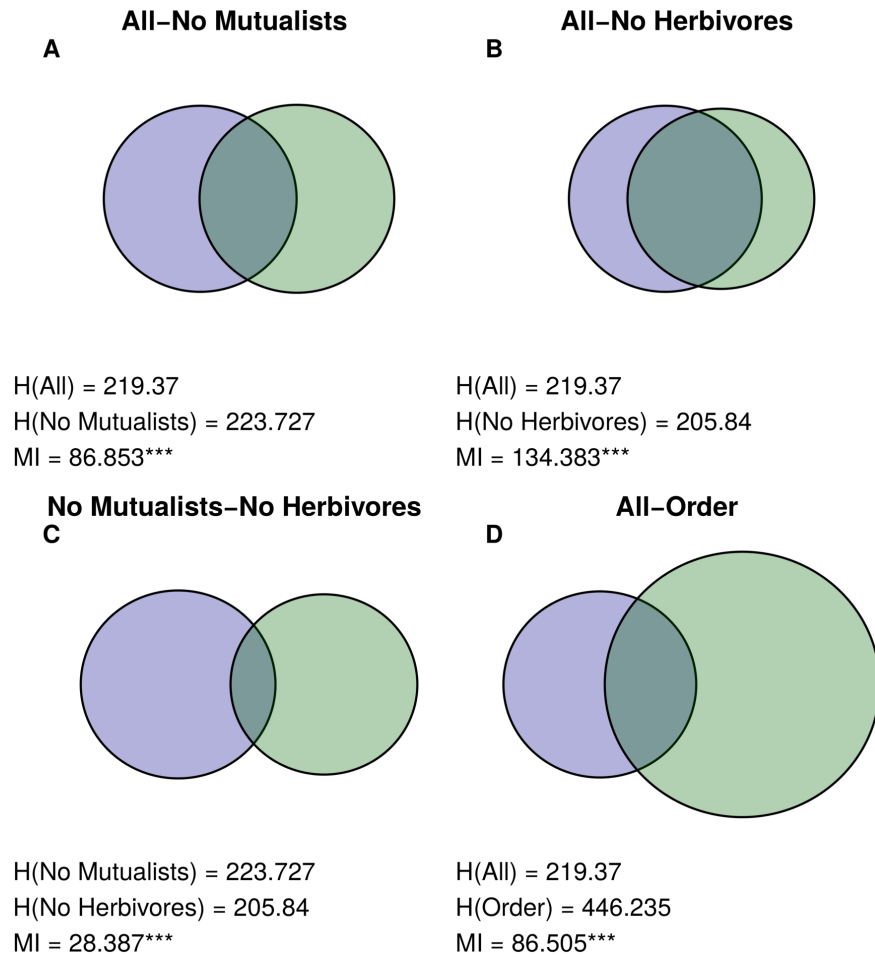 All−No Mutualists
A
H(All) = 219.37
H(No Mutualists) = 223.727
MI = 86.853***
All−No Herbivores
B
H(All) = 219.37
H(No Herbivores) = 205.84
MI = 134.383***
No Mutualists−No Herbivores
C
H(No Mutualists) = 223.727
H(No Herbivores) = 205.84
MI = 28.387***
All−Order
D
H(All) = 219.37
H(Order) = 446.235
MI = 86.505***